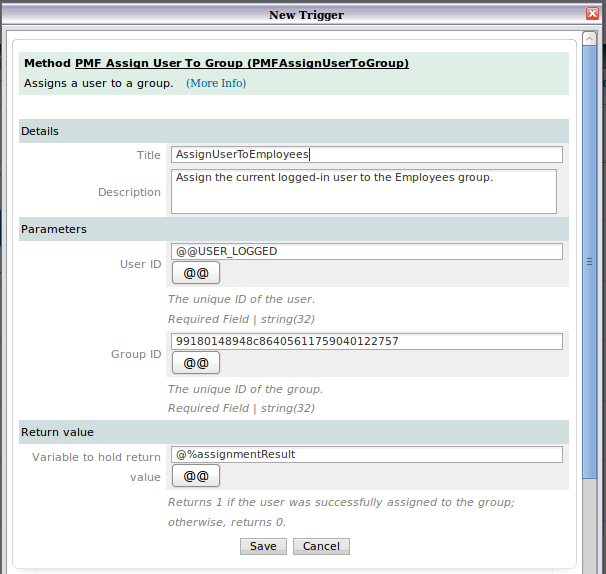 New Trigger
Method PMF Assign User To Group (PMFAssignUserToGroup)
Assigns a user to a group. (More Info)
Details
Title AssignUserToEmployees
Description Assign the current logged-in user to the Employees group.
Parameters
User ID @@USER_LOGGED
@@
The unique ID of the user.
Required Field | string(32)
Group ID 99180148948c86405611759040122757
@@
The unique ID of the group.
Required Field | string(32)
Return value
Variable to hold return value @%assignmentResult
@@
Returns 1 if the user was successfully assigned to the group;
otherwise, returns 0.
Save Cancel